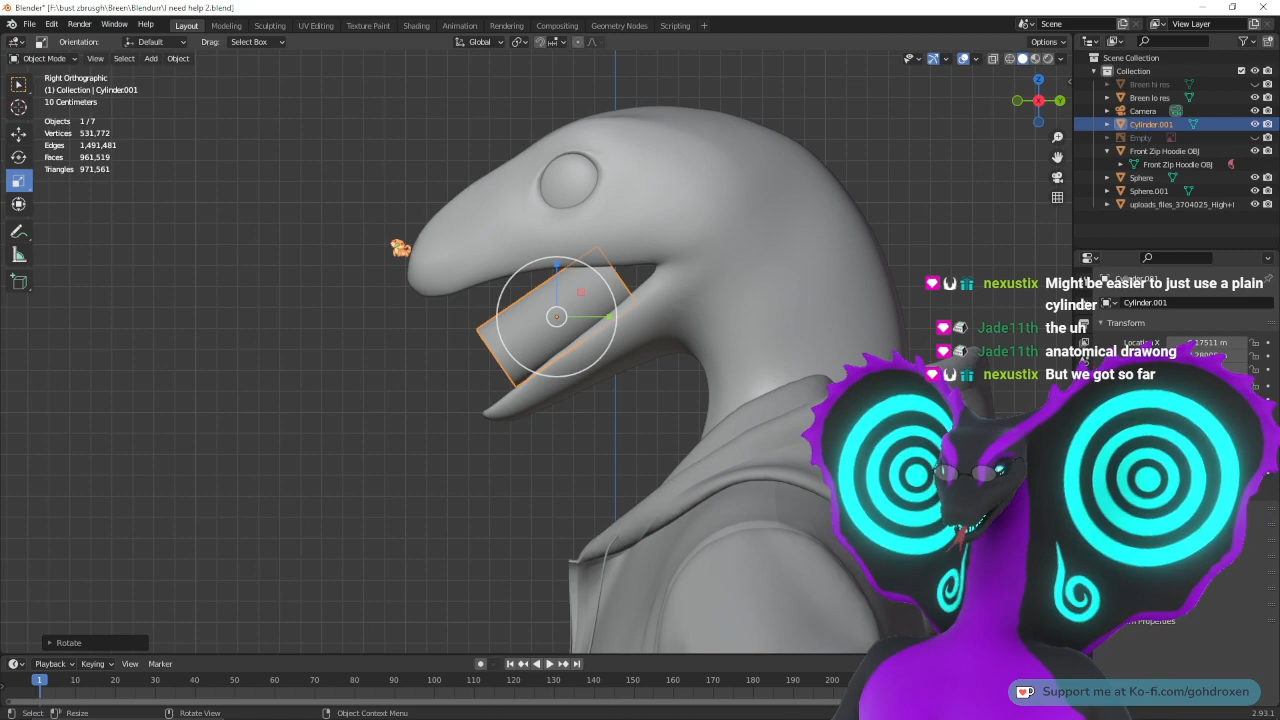 Blender* [F:\bust zbrusgh\Breen\Blendurr\I need help 2.blend]
File Edit Render Window Help Layout Modeling Sculpting UV Editing Texture Paint Shading Animation Rendering Compositing Geometry Nodes Scripting + Scene View Layer
Orientation: Default Drag: Select Box Global Options
Object Mode View Select Add Object
Right Orthographic
(1) Collection | Cylinder.001
10 Centimeters
Objects 1/7
Vertices 531,772
Edges 1,491,481
Faces 961,519
Triangles 971,561
Z
X
Y
Scene Collection
Collection
Breen hi res
Breen lo res
Camera
Cylinder.001
Empty
Front Zip Hoodie OBJ
Front Zip Hoodie OBJ
Sphere
Sphere.001
uploads_files_3704025_High+I
Cylinder.001
Transform
nexustix Might be easier to just use a plain
cylinder
Jade11th the uh
Jade11th anatomical drawong
nexustix But we got so far
Rotate
Playback Keying View Marker
1 10 20 30 40 50 60 70 80 90 100 110 120 130 140 150 160 170 180 190 200
Support me at Ko-fi.com/gohdroxen
Select Resize Rotate View Object Context Menu 2.93.1